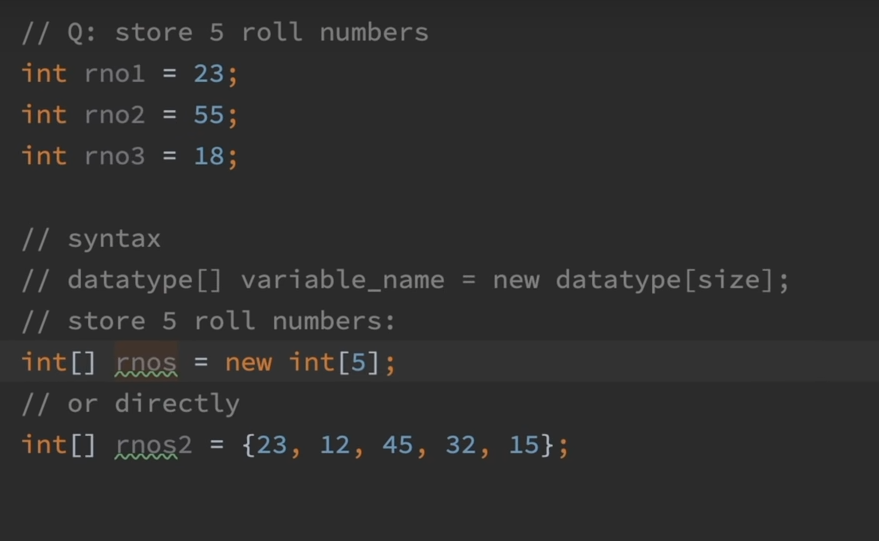 // Q: store 5 roll numbers
int rno1 = 23;
int rno2 = 55;
int rno3 = 18;
// syntax
// datatype[] variable_name = new datatype[size];
// store 5 roll numbers:
int[] rnos = new int[5];
// or directly
int[] rnos2 = {23, 12, 45, 32, 15};